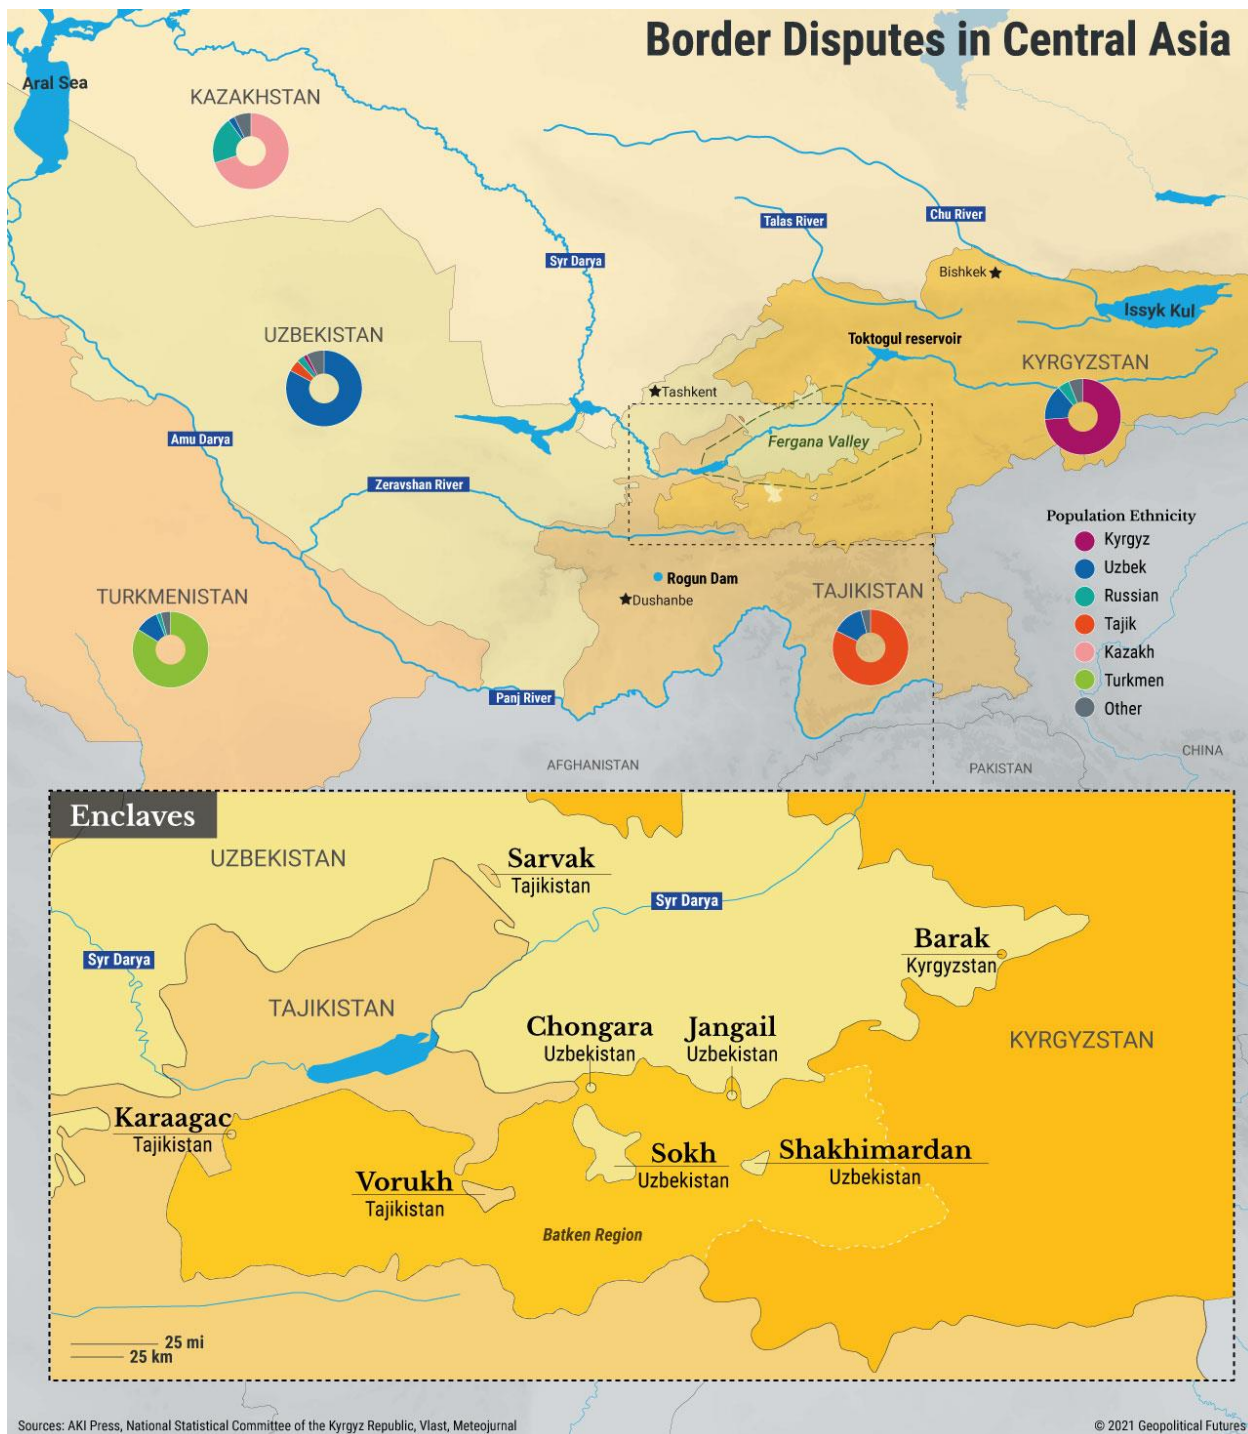 Border Disputes in Central Asia
Aral Sea
KAZAKHSTAN
Talas River
Chu River
Syr Darya
Bishkek
Issyk Kul
UZBEKISTAN
Toktogul reservoir
KYRGYZSTAN
Tashkent
Amu Darya
Fergana Valley
Zeravshan River
Population Ethnicity
Kyrgyz
Uzbek
Russian
Tajik
Kazakh
Turkmen
Other
Rogun Dam
Dushanbe
TURKMENISTAN
TAJIKISTAN
Panj River
AFGHANISTAN
PAKISTAN
CHINA
Enclaves
UZBEKISTAN
Sarvak
Tajikistan
Syr Darya
Barak
Kyrgyzstan
Syr Darya
TAJIKISTAN
Chongara
Uzbekistan
Jangail
Uzbekistan
KYRGYZSTAN
Karaagac
Tajikistan
Sokh
Uzbekistan
Shakhimardan
Uzbekistan
Vorukh
Tajikistan
Batken Region
25 mi
25 km
Sources: AKI Press, National Statistical Committee of the Kyrgyz Republic, Vlast, Meteojurnal
© 2021 Geopolitical Futures